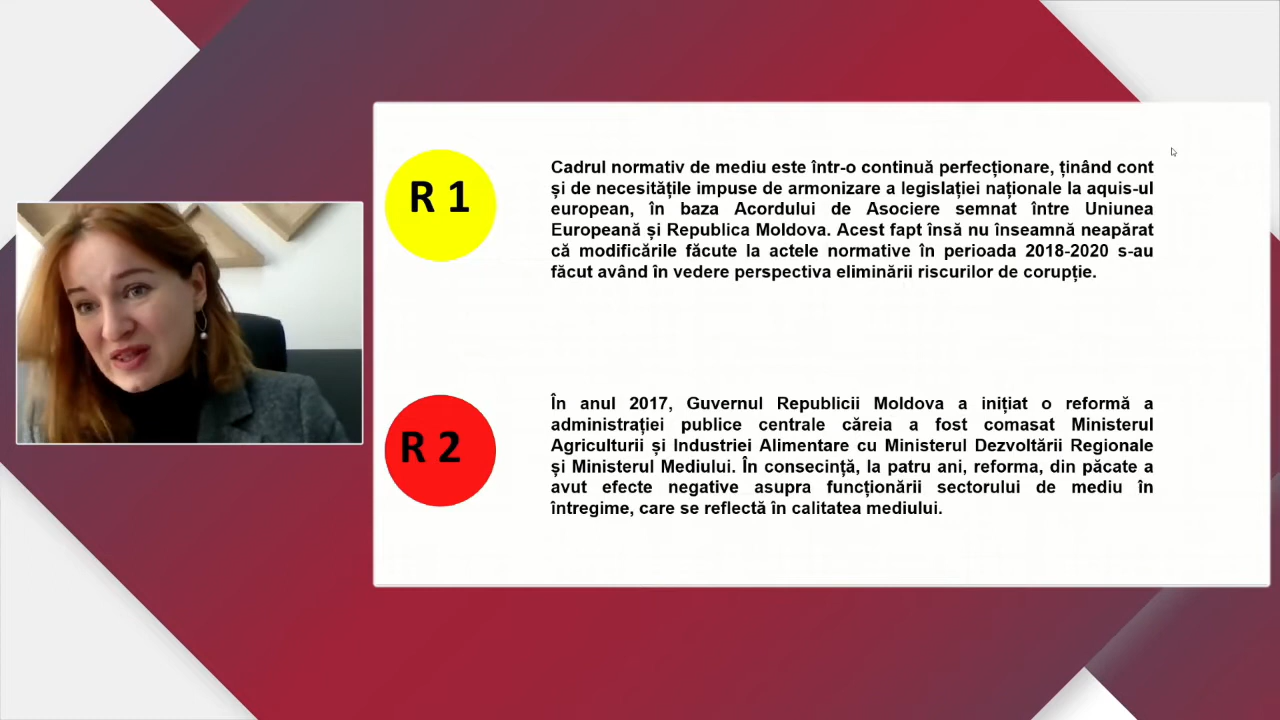 R 1
Cadrul normativ de mediu este într-o continuă perfecționare, ținând cont
și de necesitățile impuse de armonizare a legislației naționale la aquis-ul
european, în baza Acordului de Asociere semnat între Uniunea
Europeană și Republica Moldova. Acest fapt însă nu înseamnă neapărat
că modificările făcute la actele normative în perioada 2018-2020 s-au
făcut având în vedere perspectiva eliminării riscurilor de corupție.
R 2
În anul 2017, Guvernul Republicii Moldova a inițiat o reformă a
administrației publice centrale căreia a fost comasat Ministerul
Agriculturii și Industriei Alimentare cu Ministerul Dezvoltării Regionale
și Ministerul Mediului. În consecință, la patru ani, reforma, din păcate a
avut efecte negative asupra funcționării sectorului de mediu în
întregime, care se reflectă în calitatea mediului.